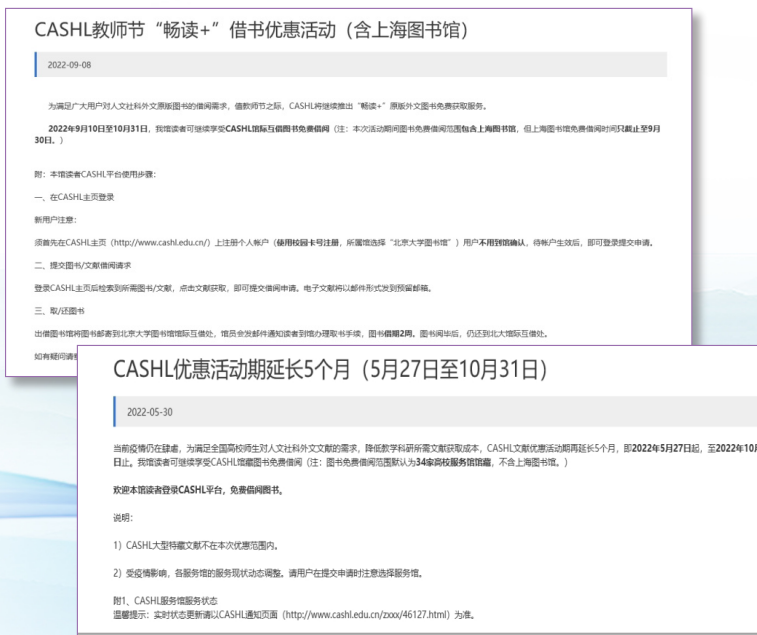 CASHL教师节“畅读+”借书优惠活动（含上海图书馆）
2022-09-08
为满足广大用户对人文社科外文原版图书的借阅需求，值教师节之际，CASHL将继续推出“畅读+”原版外文图书免费获取服务。
2022年9月10日至10月31日，我馆读者可继续享受CASHL馆际互借图书免费借阅（注：本次活动期间图书免费借阅范围包含上海图书馆，但上海图书馆免费借阅时间只截止至9月
30日。）
附：本馆读者CASHL平台使用步骤：
一、在CASHL主页登录
新用户注意：
须首先在CASHL主页（http://www.cashl.edu.cn/）上注册个人帐户（使用校园卡号注册，所属馆选择“北京大学图书馆”）用户不用到馆确认，待帐户生效后，即可登录提交申请。
二、提交图书/文献借阅请求
登录CASHL主页后检索到所需图书/文献，点击文献获取，即可提交借阅申请。电子文献将以邮件形式发到预留邮箱。
三、取/还图书
出借图书馆将图书邮寄到北京大学图书馆馆际互借处，馆员会发邮件通知读者到馆办理取书手续，图书借期2周。图书阅毕后，仍还到北大馆际互借处。
如有疑问请
CASHL优惠活动期延长5个月（5月27日至10月31日）
2022-05-30
当前疫情仍在肆虐，为满足全国高校师生对人文社科外文文献的需求，降低教学科研所需文献获取成本，CASHL文献优惠活动期再延长5个月，即2022年5月27日起，至2022年10月
日止。我馆读者可继续享受CASHL馆藏图书免费借阅（注：图书免费借阅范围默认为34家高校服务馆馆藏，不含上海图书馆。）
欢迎本馆读者登录CASHL平台，免费借阅图书。
说明：
1）CASHL大型特藏文献不在本次优惠范围内。
2）受疫情影响，各服务馆的服务现状动态调整。请用户在提交申请时注意选择服务馆。
附1、CASHL服务馆服务状态
温馨提示：实时状态更新请以CASHL通知页面（http://www.cashl.edu.cn/zxxx/46127.html）为准。